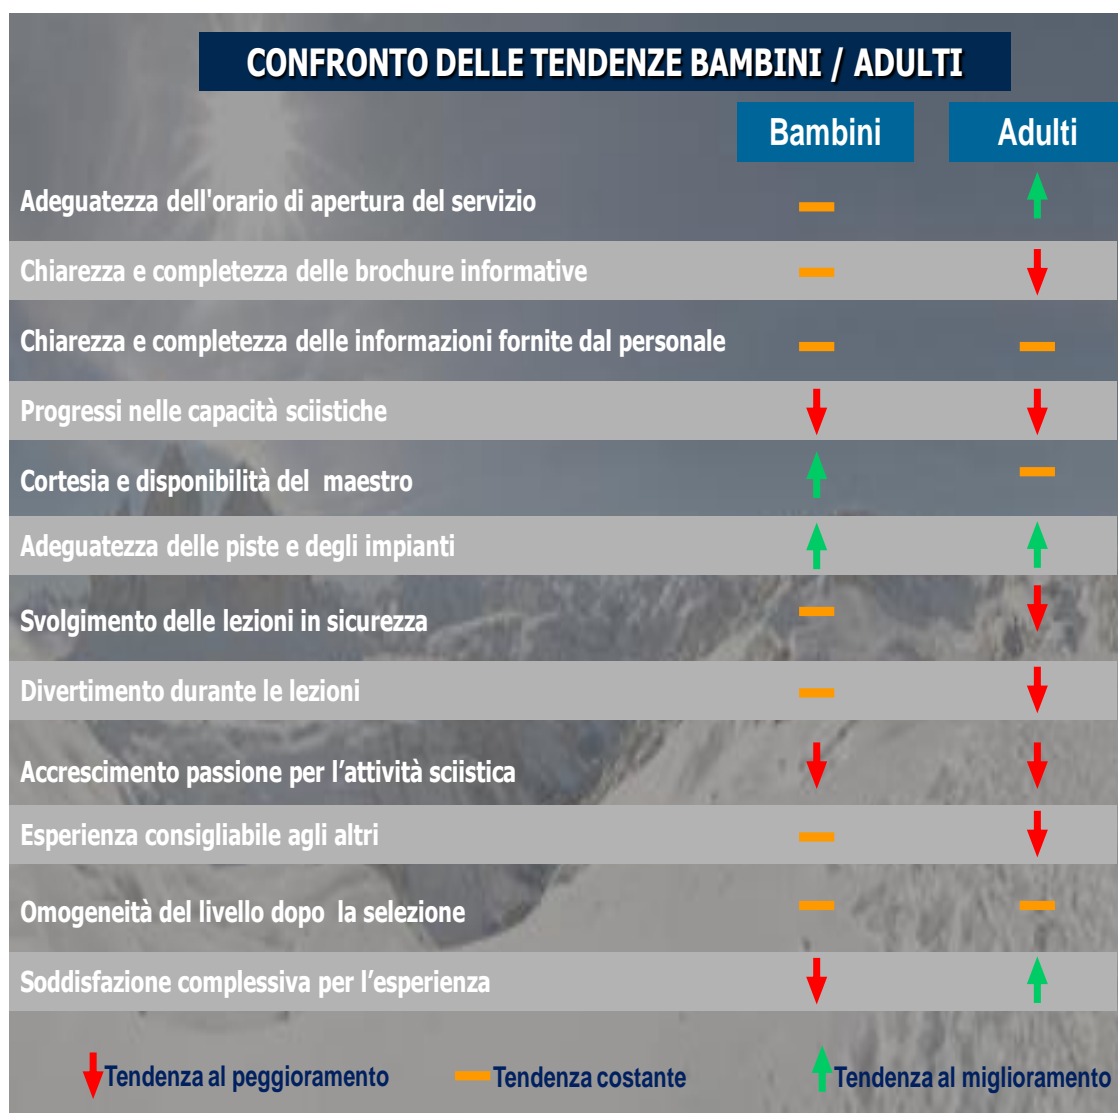 CONFRONTO DELLE TENDENZE BAMBINI / ADULTI
Bambini Adulti
Adeguatezza dell'orario di apertura del servizio
Chiarezza e completezza delle brochure informative
Chiarezza e completezza delle informazioni fornite dal personale
Progressi nelle capacità sciistiche
Cortesia e disponibilità del maestro
Adeguatezza delle piste e degli impianti
Svolgimento delle lezioni in sicurezza
Divertimento durante le lezioni
Accrescimento passione per l’attività sciistica
Esperienza consigliabile agli altri
Omogeneità del livello dopo la selezione
Soddisfazione complessiva per l’esperienza
Tendenza al peggioramento Tendenza costante Tendenza al miglioramento